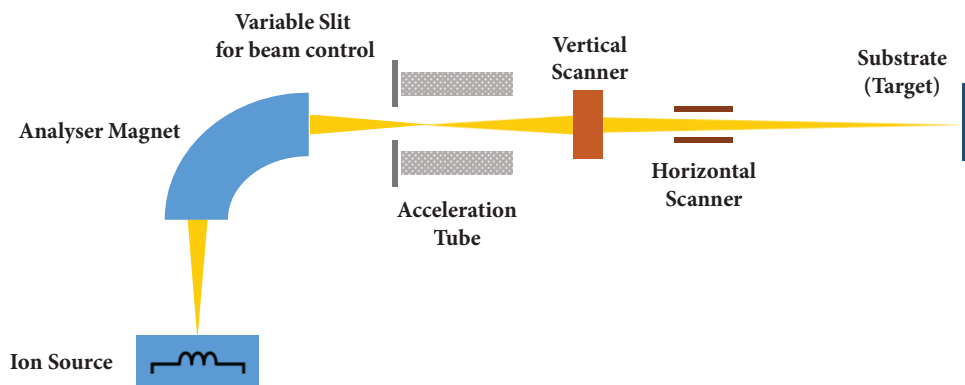 Variable Slit
for beam control
Vertical
Scanner
Substrate
(Target)
Analyser Magnet
Horizontal
Scanner
Acceleration
Tube
Ion Source